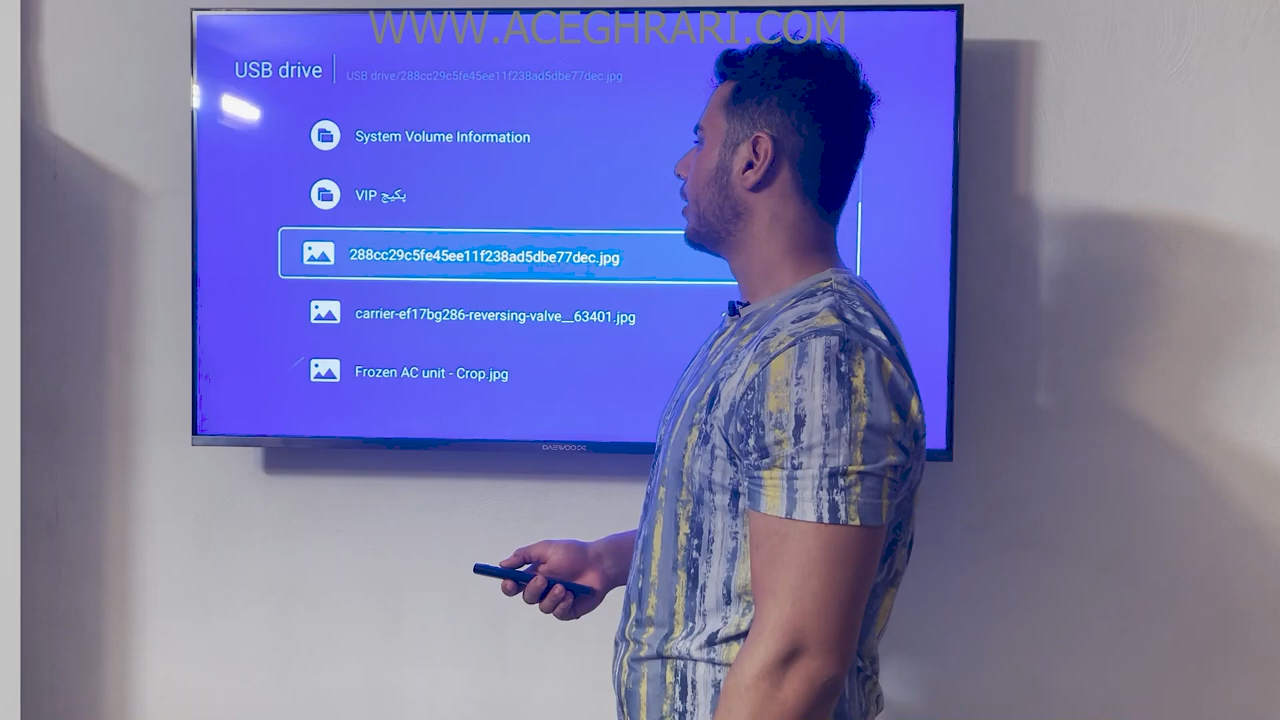 WWW.ACEGHRARI.COM
USB drive
USB drive/288cc29c5fe45ee11f238ad5dbe77dec.jpg
System Volume Information
VIP پکیج
288cc29c5fe45ee11f238ad5dbe77dec.jpg
carrier-ef17bg286-reversing-valve__63401.jpg
Frozen AC unit - Crop.jpg
DAEWOO